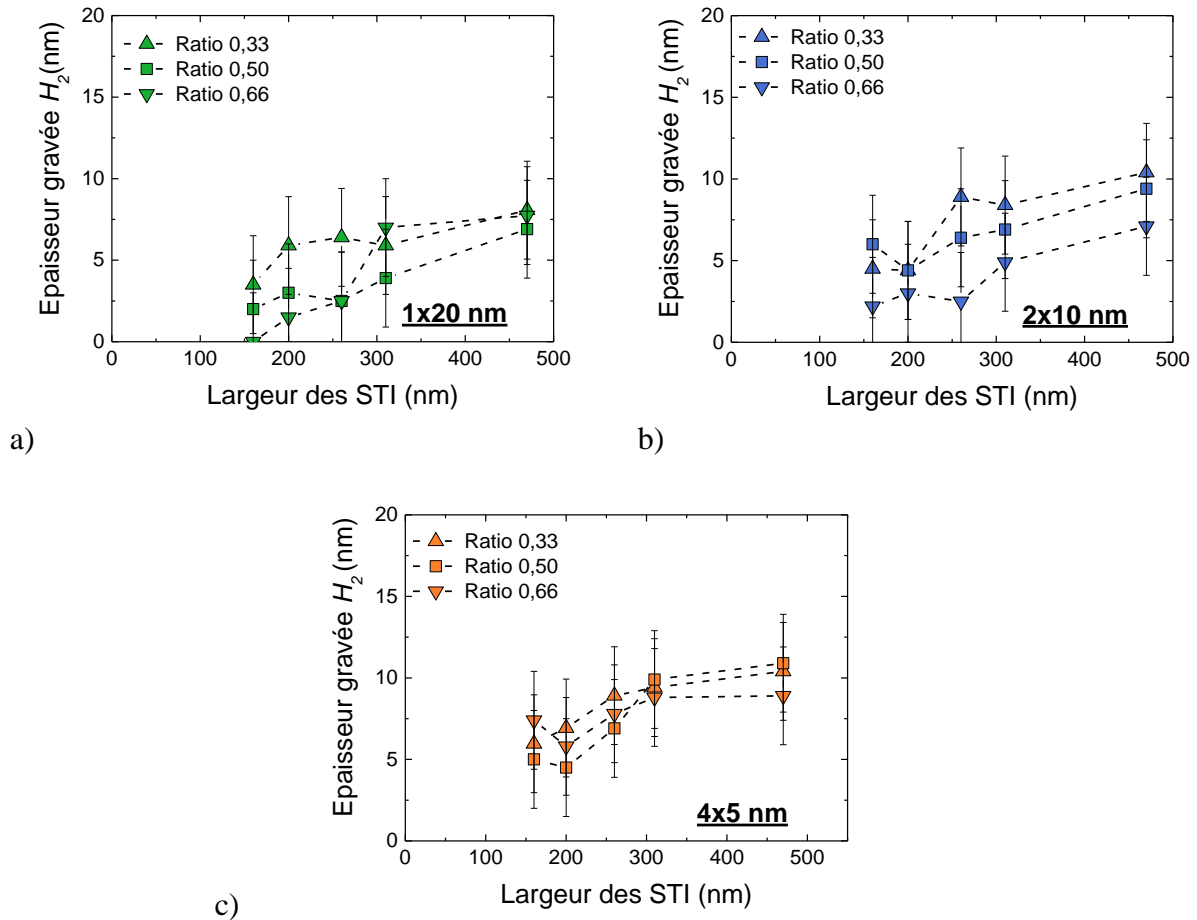 20
15
10
5
0
Epaisseur gravée H2 (nm)
Ratio 0,33
Ratio 0,50
Ratio 0,66
1x20 nm
0 100 200 300 400 500
Largeur des STI (nm)
a)
20
15
10
5
0
Epaisseur gravée H2 (nm)
Ratio 0,33
Ratio 0,50
Ratio 0,66
2x10 nm
0 100 200 300 400 500
Largeur des STI (nm)
b)
20
15
10
5
0
Epaisseur gravée H2 (nm)
Ratio 0,33
Ratio 0,50
Ratio 0,66
4x5 nm
0 100 200 300 400 500
Largeur des STI (nm)
c)